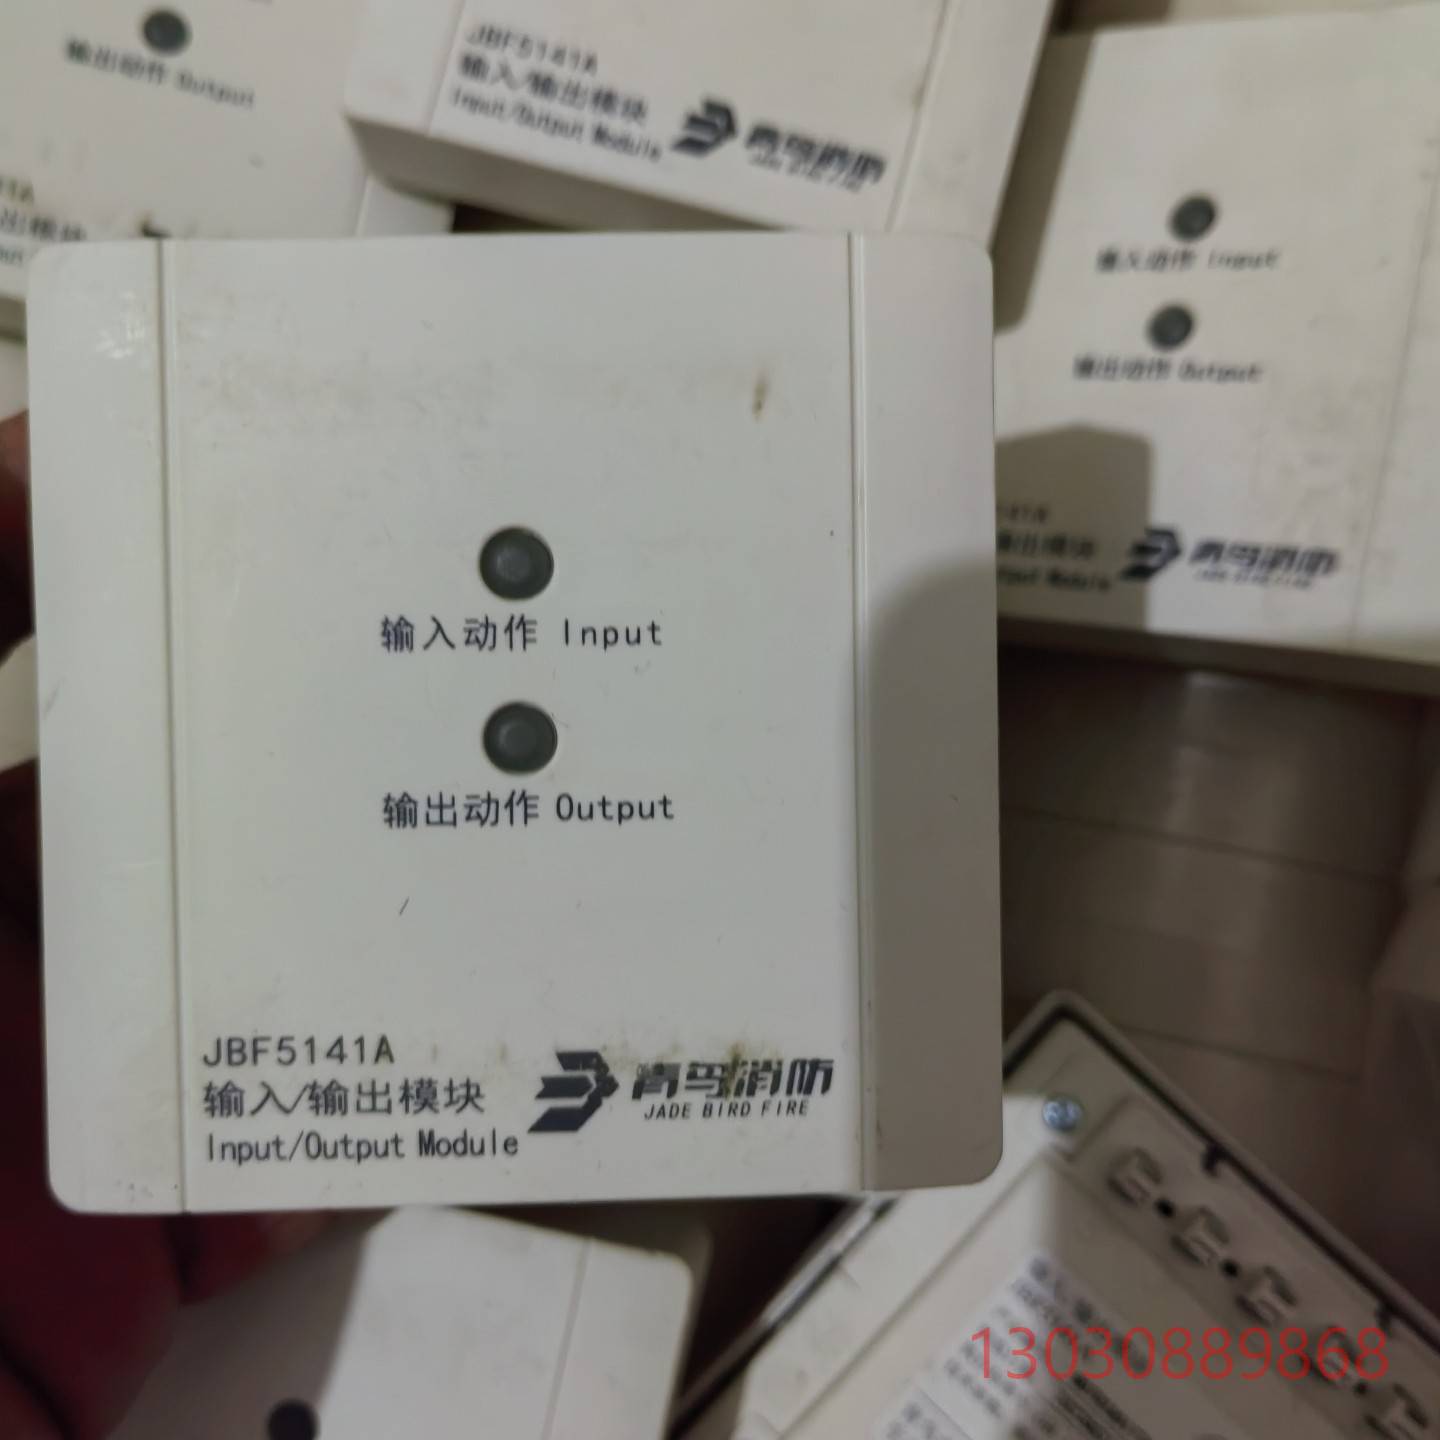 输出动作 Output
JBF5141A
输入/输出模块
Input/Output Module
青鸟消防
输入动作 Input
输出动作 Output
青鸟消防
JADE BIRD FIRE
输入动作 Input
输出动作 Output
JBF5141A
输入/输出模块
Input/Output Module
青鸟消防
JADE BIRD FIRE
13030889868